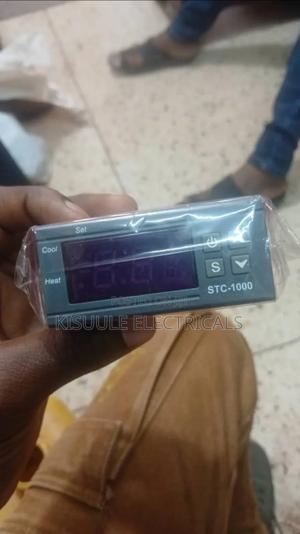 Set
Cool
Heat
S
STC-1000
KISUULE ELECTRICALS